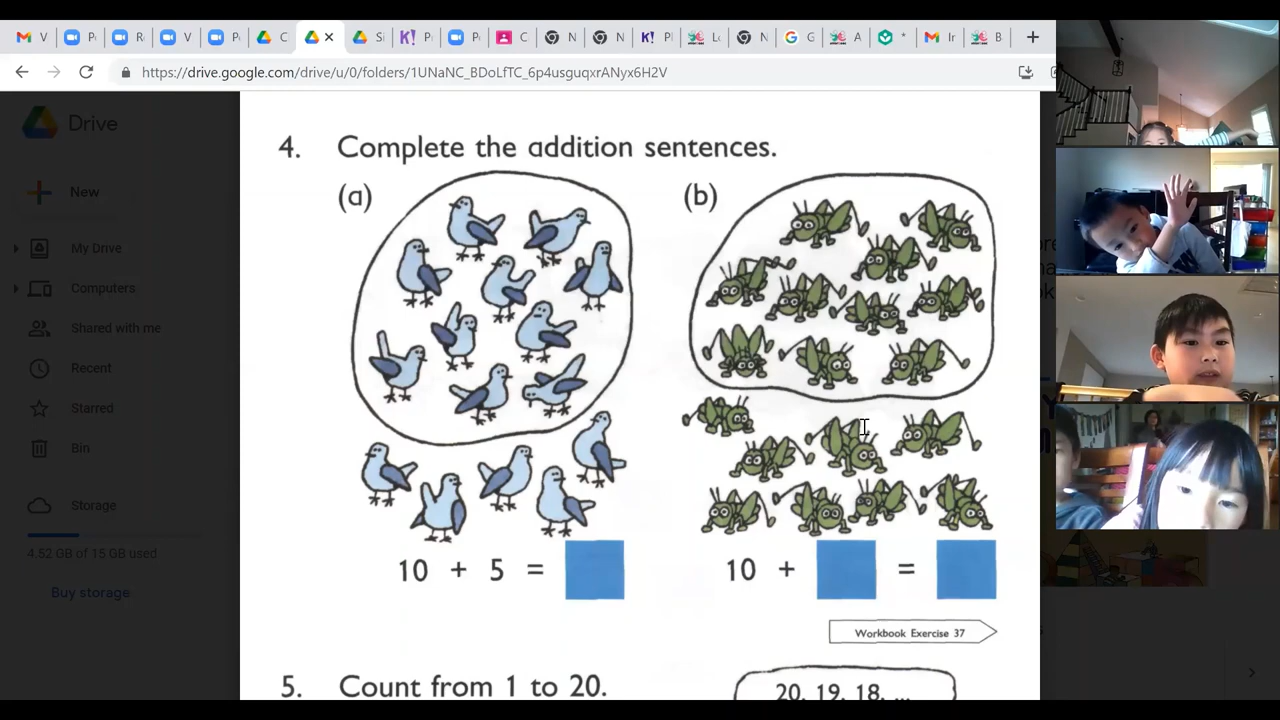 https://drive.google.com/drive/u/0/folders/1UNaNC_BDoLfTC_6p4usguqxrANyx6H2V
Drive
New
My Drive
Computers
Shared with me
Recent
Starred
Bin
Storage
4.52 GB of 15 GB used
Buy storage
4. Complete the addition sentences.
(a) (b)
10 + 5 =
10 + =
Workbook Exercise 37
5. Count from 1 to 20.
20, 19, 18, ...